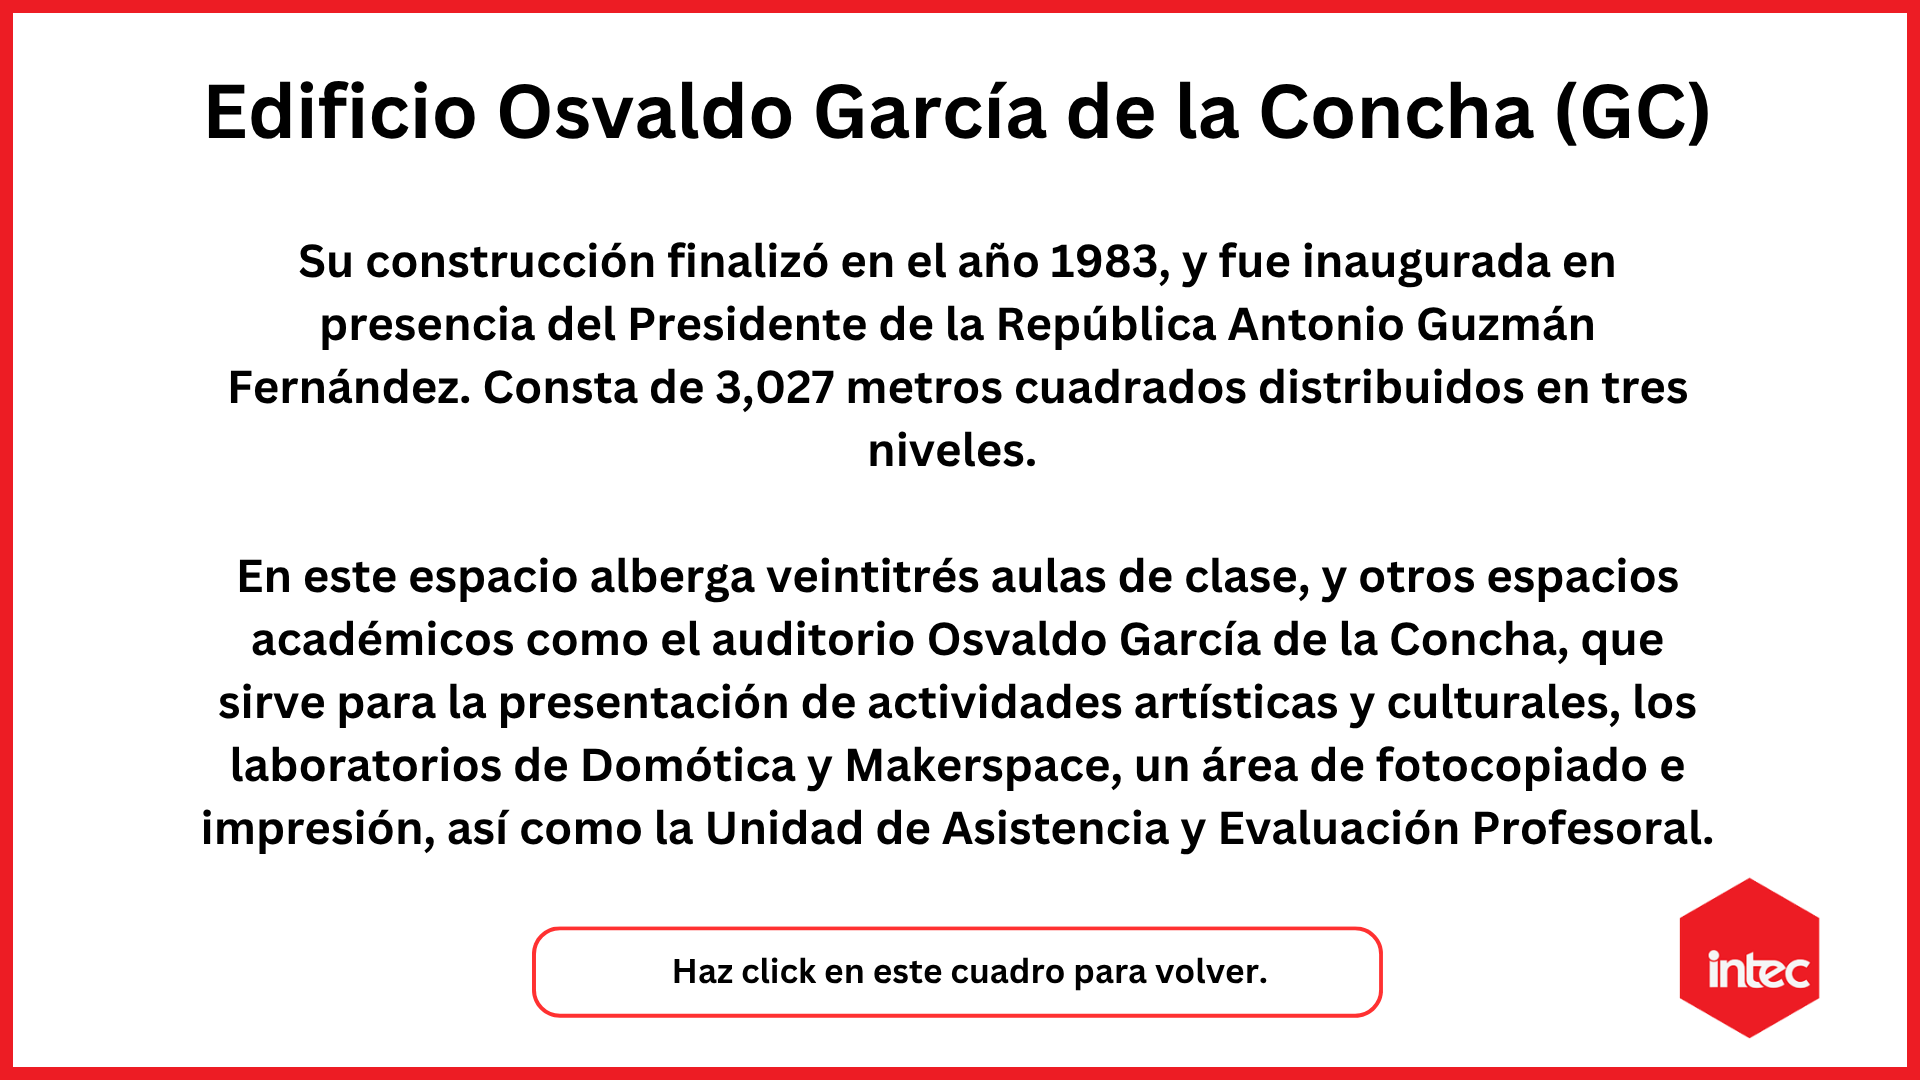 Edificio Osvaldo García de la Concha (GC)
Su construcción finalizó en el año 1983, y fue inaugurada en
presencia del Presidente de la República Antonio Guzmán
Fernández. Consta de 3,027 metros cuadrados distribuidos en tres
niveles.
En este espacio alberga veintitrés aulas de clase, y otros espacios
académicos como el auditorio Osvaldo García de la Concha, que
sirve para la presentación de actividades artísticas y culturales, los
laboratorios de Domótica y Makerspace, un área de fotocopiado e
impresión, así como la Unidad de Asistencia y Evaluación Profesoral.
Haz click en este cuadro para volver.
intec